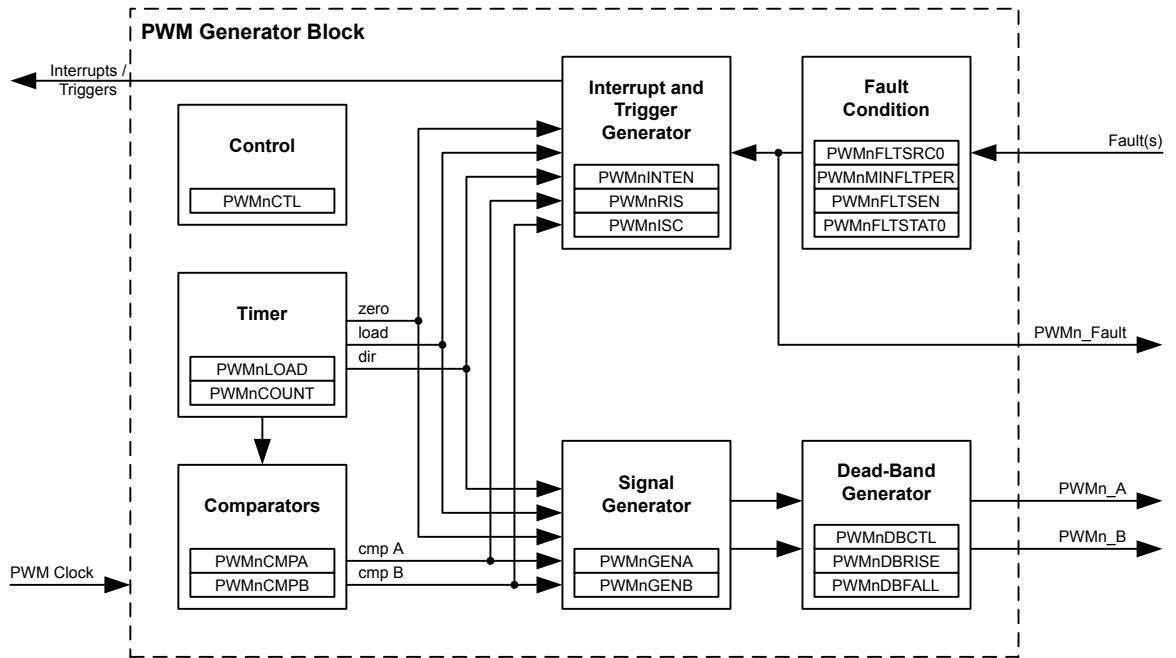 PWM Generator Block
Interrupts /
Triggers
Control
PWMnCTL
Interrupt and
Trigger
Generator
PWMnINTEN
PWMnRIS
PWMnISC
Fault
Condition
PWMnFLTSRC0
PWMnMINFLTPER
PWMnFLTSEN
PWMnFLTSTAT0
Fault(s)
Timer
PWMnLOAD
PWMnCOUNT
zero
load
dir
PWMn_Fault
Comparators
PWMnCMPA
PWMnCMPB
cmp A
cmp B
Signal
Generator
PWMnGENA
PWMnGENB
Dead-Band
Generator
PWMnDBCTL
PWMnDBRISE
PWMnDBFALL
PWMn_A
PWMn_B
PWM Clock